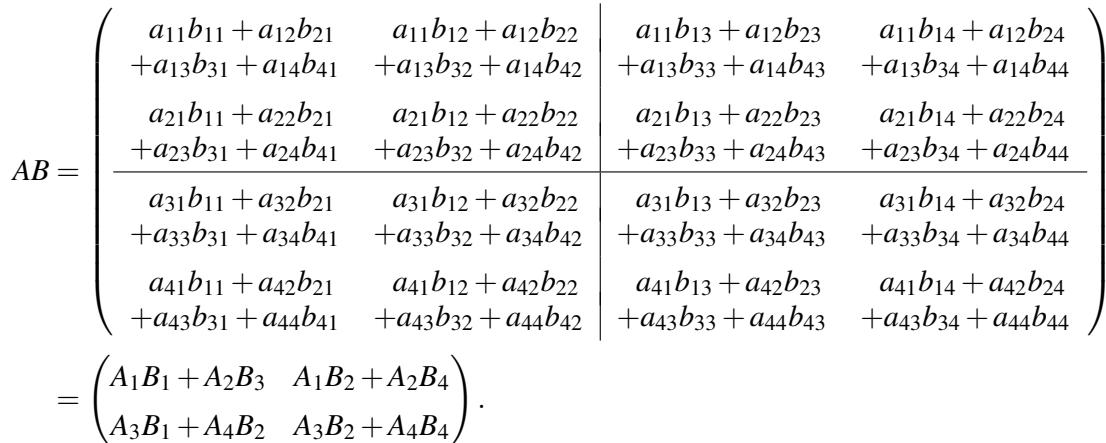 a₁₁b₁₁ + a₁₂b₂₁ a₁₁b₁₂ + a₁₂b₂₂ a₁₁b₁₃ + a₁₂b₂₃ a₁₁b₁₄ + a₁₂b₂₄
+a₁₃b₃₁ + a₁₄b₄₁ +a₁₃b₃₂ + a₁₄b₄₂ +a₁₃b₃₃ + a₁₄b₄₃ +a₁₃b₃₄ + a₁₄b₄₄
a₂₁b₁₁ + a₂₂b₂₁ a₂₁b₁₂ + a₂₂b₂₂ a₂₁b₁₃ + a₂₂b₂₃ a₂₁b₁₄ + a₂₂b₂₄
+a₂₃b₃₁ + a₂₄b₄₁ +a₂₃b₃₂ + a₂₄b₄₂ +a₂₃b₃₃ + a₂₄b₄₃ +a₂₃b₃₄ + a₂₄b₄₄
AB =
a₃₁b₁₁ + a₃₂b₂₁ a₃₁b₁₂ + a₃₂b₂₂ a₃₁b₁₃ + a₃₂b₂₃ a₃₁b₁₄ + a₃₂b₂₄
+a₃₃b₃₁ + a₃₄b₄₁ +a₃₃b₃₂ + a₃₄b₄₂ +a₃₃b₃₃ + a₃₄b₄₃ +a₃₃b₃₄ + a₃₄b₄₄
a₄₁b₁₁ + a₄₂b₂₁ a₄₁b₁₂ + a₄₂b₂₂ a₄₁b₁₃ + a₄₂b₂₃ a₄₁b₁₄ + a₄₂b₂₄
+a₄₃b₃₁ + a₄₄b₄₁ +a₄₃b₃₂ + a₄₄b₄₂ +a₄₃b₃₃ + a₄₄b₄₃ +a₄₃b₃₄ + a₄₄b₄₄
= (A₁B₁ + A₂B₃ A₁B₂ + A₂B₄
A₃B₁ + A₄B₂ A₃B₂ + A₄B₄).